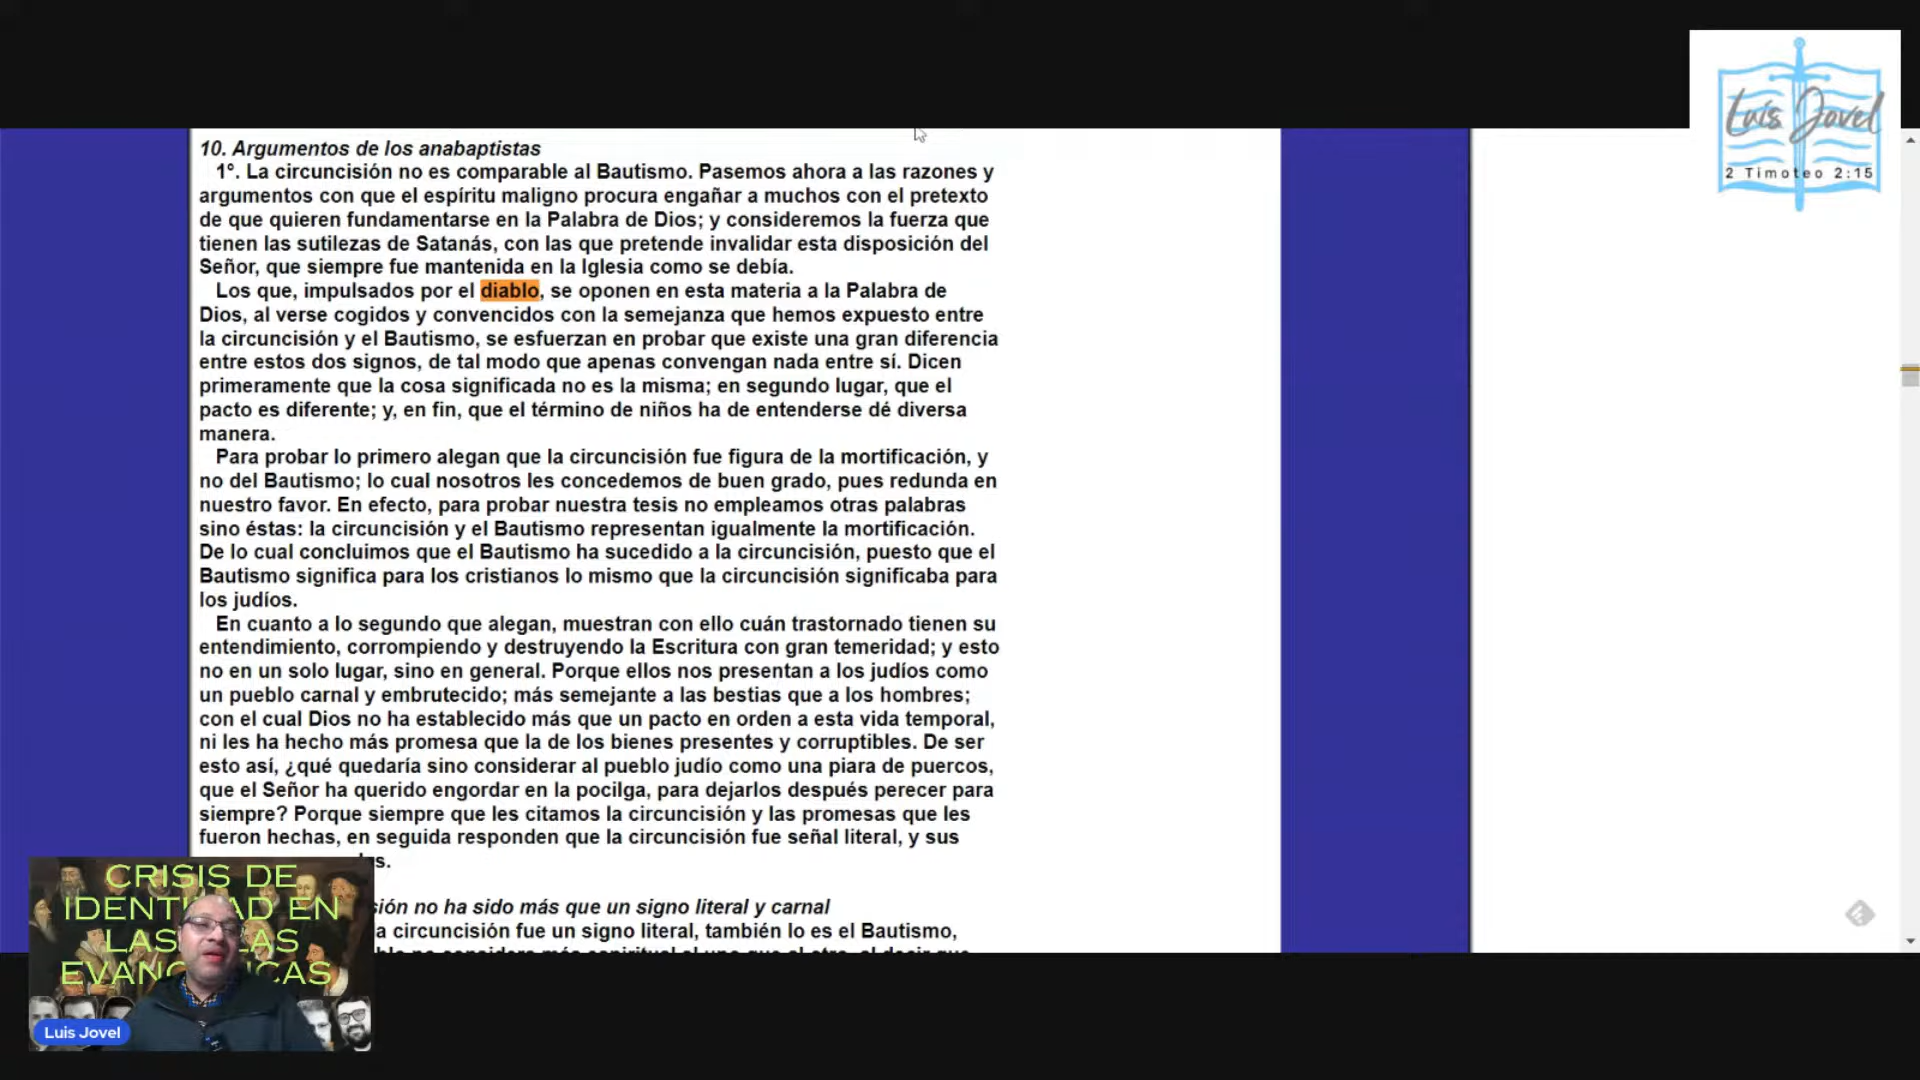 Luis Jovel
2 Timoteo 2:15
10. Argumentos de los anabaptistas
1°. La circuncisión no es comparable al Bautismo. Pasemos ahora a las razones y
argumentos con que el espíritu maligno procura engañar a muchos con el pretexto
de que quieren fundamentarse en la Palabra de Dios; y consideremos la fuerza que
tienen las sutilezas de Satanás, con las que pretende invalidar esta disposición del
Señor, que siempre fue mantenida en la Iglesia como se debía.
Los que, impulsados por el diablo, se oponen en esta materia a la Palabra de
Dios, al verse cogidos y convencidos con la semejanza que hemos expuesto entre
la circuncisión y el Bautismo, se esfuerzan en probar que existe una gran diferencia
entre estos dos signos, de tal modo que apenas convengan nada entre sí. Dicen
primeramente que la cosa significada no es la misma; en segundo lugar, que el
pacto es diferente; y, en fin, que el término de niños ha de entenderse dé diversa
manera.
Para probar lo primero alegan que la circuncisión fue figura de la mortificación, y
no del Bautismo; lo cual nosotros les concedemos de buen grado, pues redunda en
nuestro favor. En efecto, para probar nuestra tesis no empleamos otras palabras
sino éstas: la circuncisión y el Bautismo representan igualmente la mortificación.
De lo cual concluimos que el Bautismo ha sucedido a la circuncisión, puesto que el
Bautismo significa para los cristianos lo mismo que la circuncisión significaba para
los judíos.
En cuanto a lo segundo que alegan, muestran con ello cuán trastornado tienen su
entendimiento, corrompiendo y destruyendo la Escritura con gran temeridad; y esto
no en un solo lugar, sino en general. Porque ellos nos presentan a los judíos como
un pueblo carnal y embrutecido; más semejante a las bestias que a los hombres;
con el cual Dios no ha establecido más que un pacto en orden a esta vida temporal,
ni les ha hecho más promesa que la de los bienes presentes y corruptibles. De ser
esto así, ¿qué quedaría sino considerar al pueblo judío como una piara de puercos,
que el Señor ha querido engordar en la pocilga, para dejarlos después perecer para
siempre? Porque siempre que les citamos la circuncisión y las promesas que les
fueron hechas, en seguida responden que la circuncisión fue señal literal, y sus
no ha sido más que un signo literal y carnal
a circuncisión fue un signo literal, también lo es el Bautismo,
CRISIS DE
EN
LAS
Luis Jovel